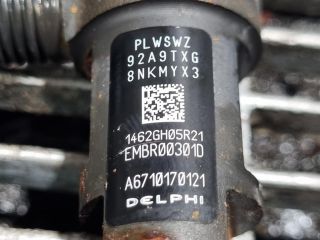 PLWSWZ
92A9TXG
8NKMYX3
1462GH05R21
EMBR00301D
A6710170121
DELPHI